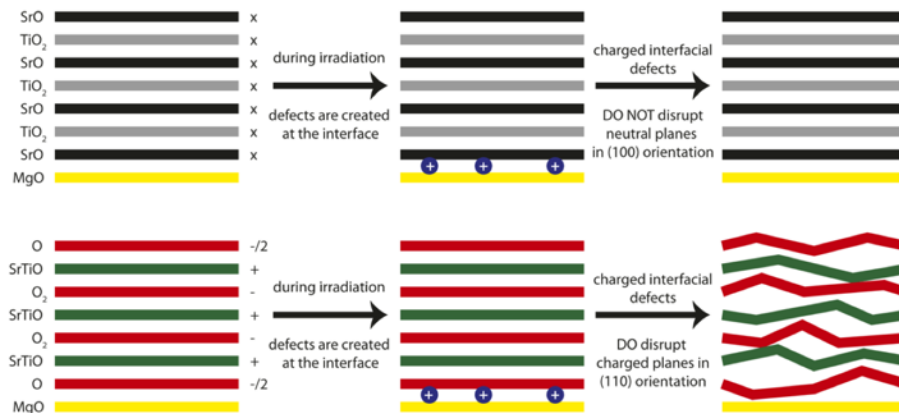 SrO x
TiO₂ x
SrO x
TiO₂ x
SrO x
TiO₂ x
SrO x
MgO
during irradiation
defects are created
at the interface
+ + +
charged interfacial
defects
DO NOT disrupt
neutral planes
in (100) orientation
O -/2
SrTiO +
O₂ -
SrTiO +
O₂ -
SrTiO +
O -/2
MgO
during irradiation
defects are created
at the interface
+ + +
charged interfacial
defects
DO disrupt
charged planes in
(110) orientation